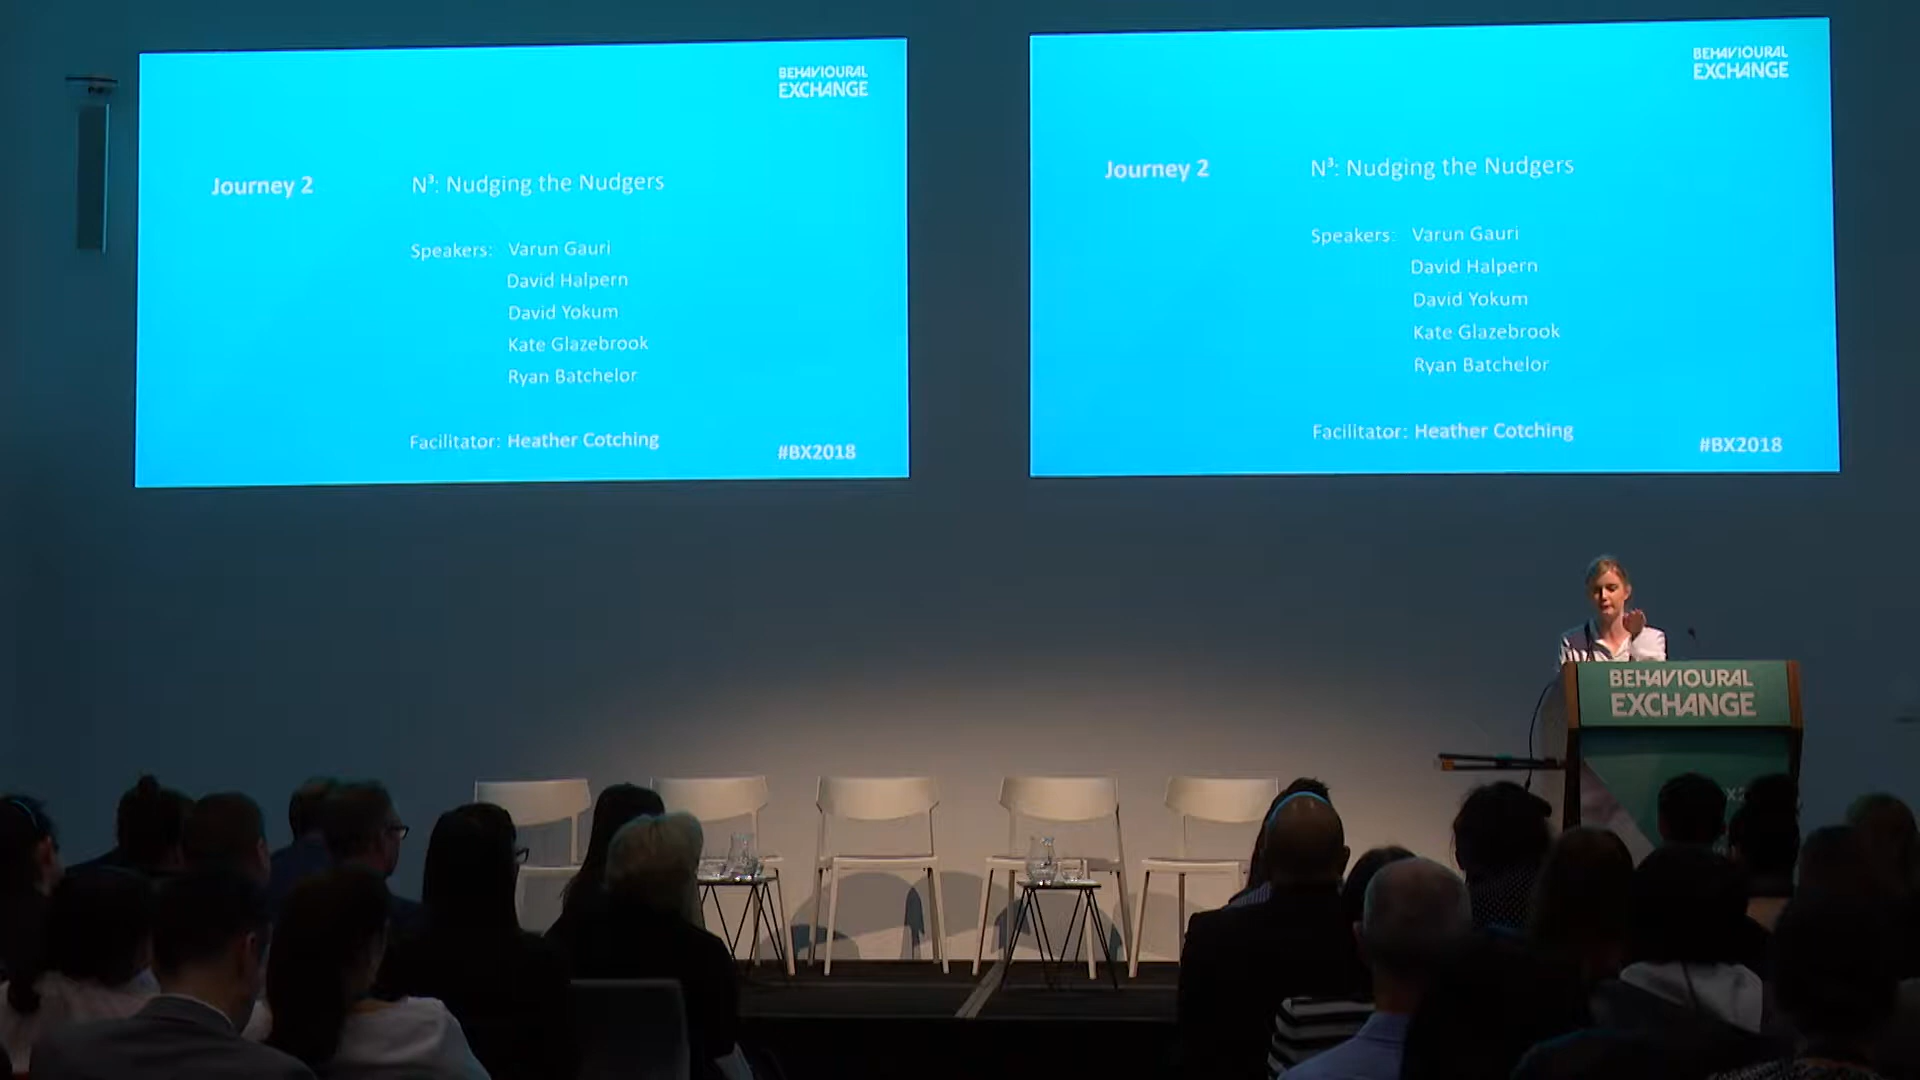 BEHAVIOURAL
EXCHANGE
Journey 2 N³: Nudging the Nudgers
Speakers: Varun Gauri
David Halpern
David Yokum
Kate Glazebrook
Ryan Batchelor
Facilitator: Heather Cotching
#BX2018
BEHAVIOURAL
EXCHANGE
Journey 2 N³: Nudging the Nudgers
Speakers: Varun Gauri
David Halpern
David Yokum
Kate Glazebrook
Ryan Batchelor
Facilitator: Heather Cotching
#BX2018
BEHAVIOURAL
EXCHANGE